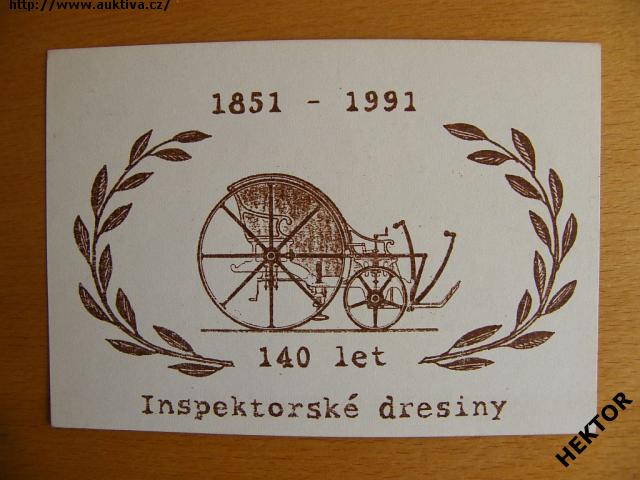 http://www.auktiva.cz/
1851 - 1991
140 let
Inspektorské dresiny
HEKTOR